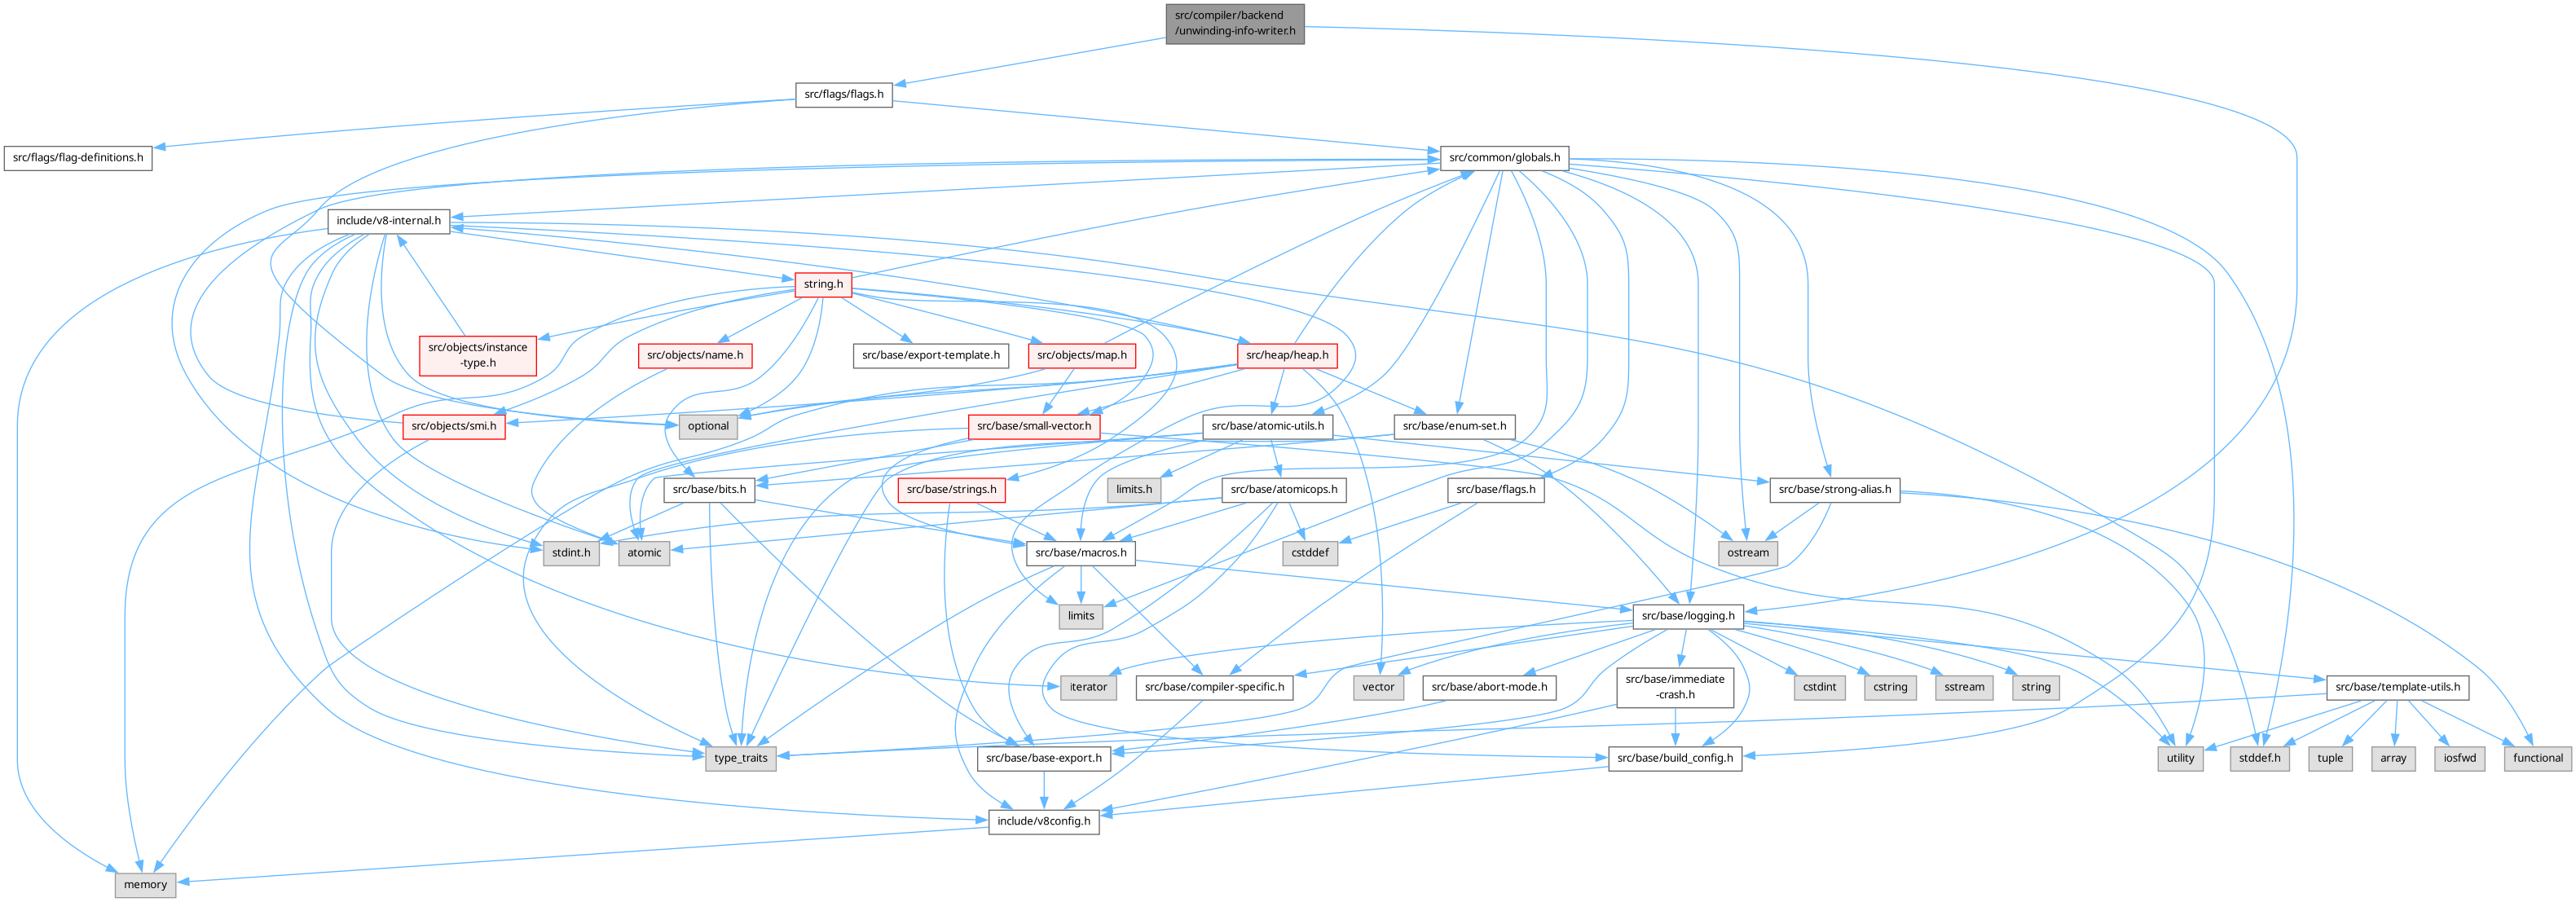 src/compiler/backend
/unwinding-info-writer.h
src/flags/flags.h
src/flags/flag-definitions.h
src/common/globals.h
include/v8-internal.h
string.h
src/objects/instance
-type.h
src/objects/name.h
src/base/export-template.h
src/objects/map.h
src/heap/heap.h
src/objects/smi.h
optional
src/base/small-vector.h
src/base/atomic-utils.h
src/base/enum-set.h
src/base/bits.h
src/base/strings.h
limits.h
src/base/atomicops.h
src/base/flags.h
src/base/strong-alias.h
stdint.h
atomic
src/base/macros.h
cstddef
ostream
limits
src/base/logging.h
iterator
src/base/compiler-specific.h
vector
src/base/abort-mode.h
src/base/immediate
-crash.h
cstdint
cstring
sstream
string
src/base/template-utils.h
type_traits
src/base/base-export.h
src/base/build_config.h
utility
stddef.h
tuple
array
iosfwd
functional
include/v8config.h
memory